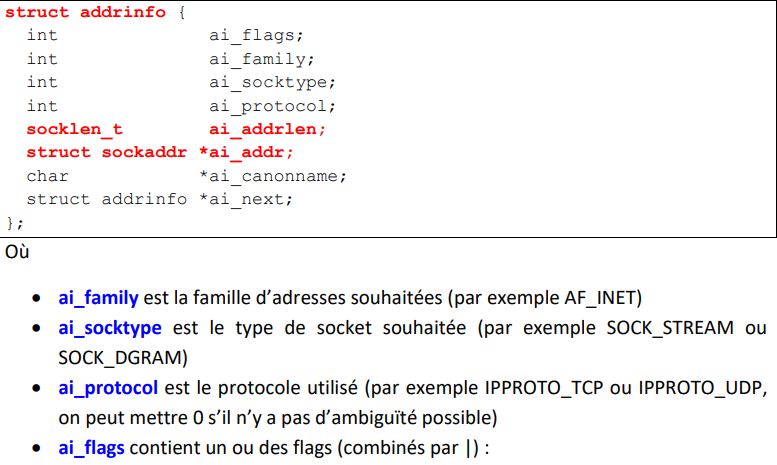 struct addrinfo {
int ai_flags;
int ai_family;
int ai_socktype;
int ai_protocol;
socklen_t ai_addrlen;
struct sockaddr *ai_addr;
char *ai_canonname;
struct addrinfo *ai_next;
};
Où
• ai_family est la famille d’adresses souhaitées (par exemple AF_INET)
• ai_socktype est le type de socket souhaitée (par exemple SOCK_STREAM ou
SOCK_DGRAM)
• ai_protocol est le protocole utilisé (par exemple IPPROTO_TCP ou IPPROTO_UDP,
on peut mettre 0 s’il n’y a pas d’ambiguïté possible)
• ai_flags contient un ou des flags (combinés par |) :